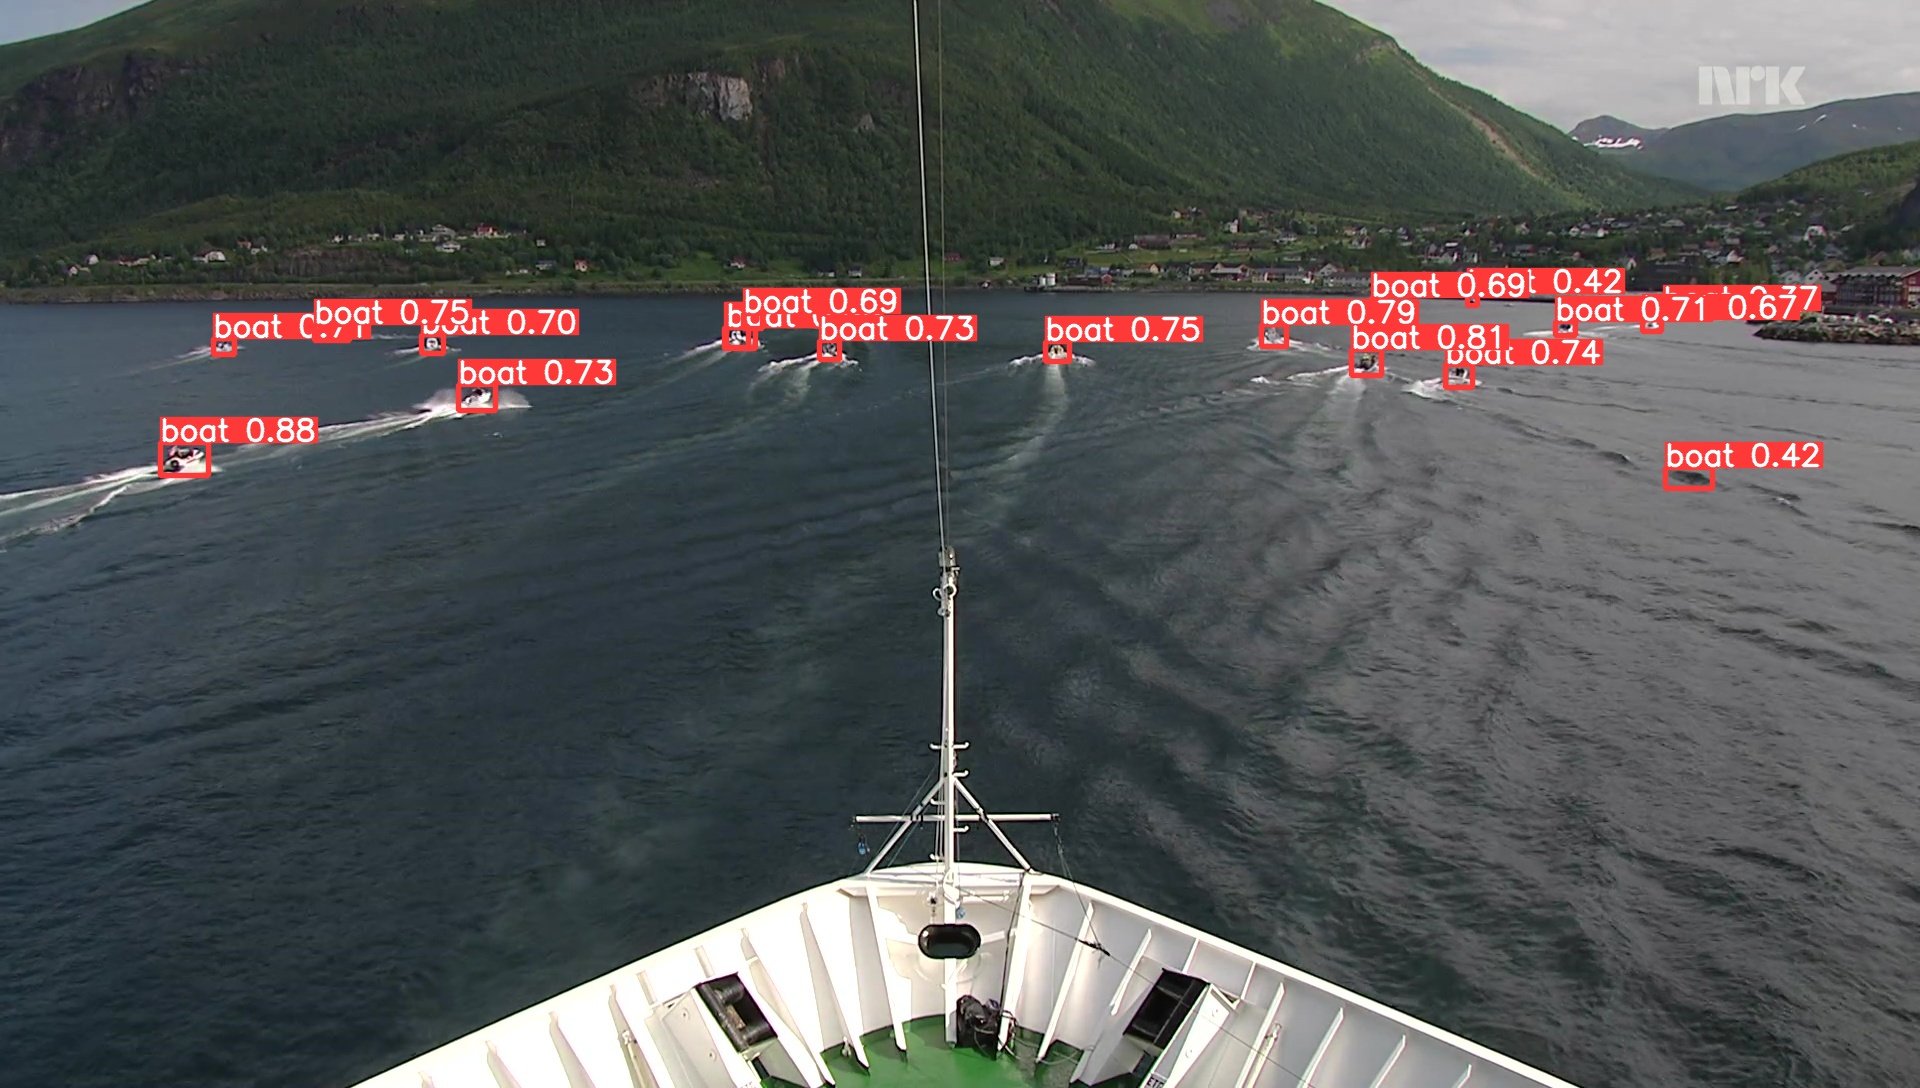 nrk
boat 0.69
t 0.42
boat 0.75
boat 0.69
boat 0.79
boat 0.71
0.67
boat 0.70
boat 0.73
boat 0.75
boat 0.81
boat 0.74
boat 0.73
boat 0.88
boat 0.42